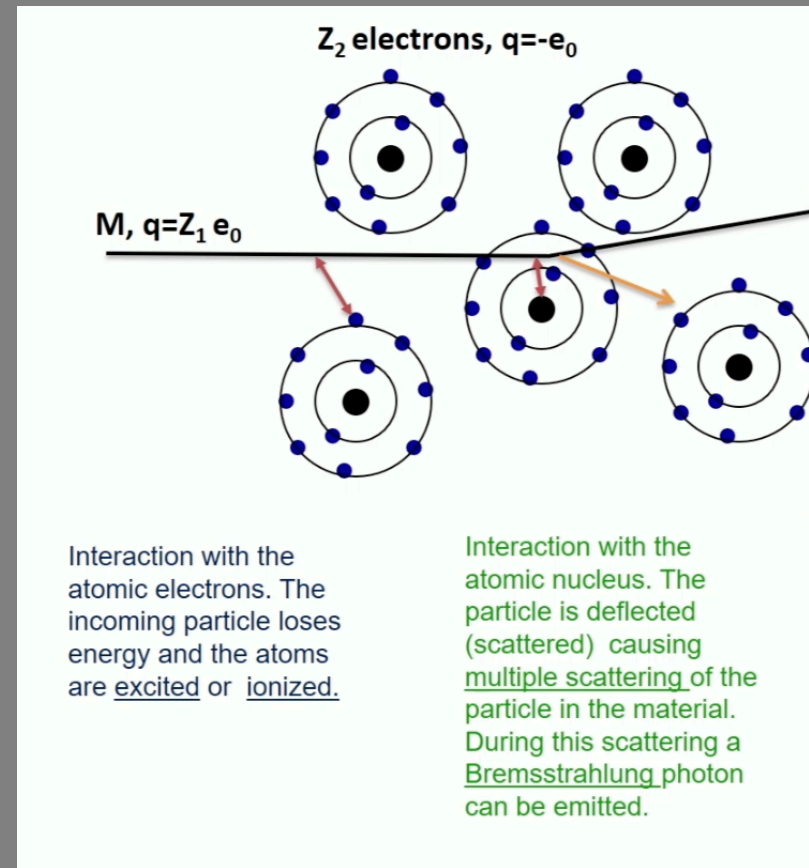 Z₂ electrons, q=-e₀
M, q=Z₁ e₀
Interaction with the
atomic electrons. The
incoming particle loses
energy and the atoms
are excited or ionized.
Interaction with the
atomic nucleus. The
particle is deflected
(scattered) causing
multiple scattering of the
particle in the material.
During this scattering a
Bremsstrahlung photon
can be emitted.